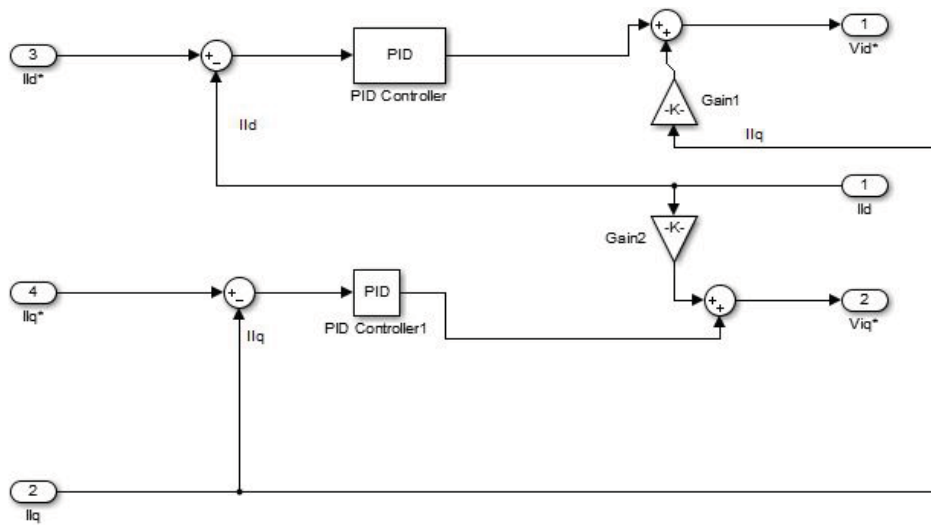 3
Ild*
+
−
PID
PID Controller
+
+
1
Vid*
Ild
-K-
Gain1
Ilq
1
Ild
-K-
Gain2
4
Ilq*
+
−
PID
PID Controller1
+
+
2
Viq*
Ilq
2
Ilq